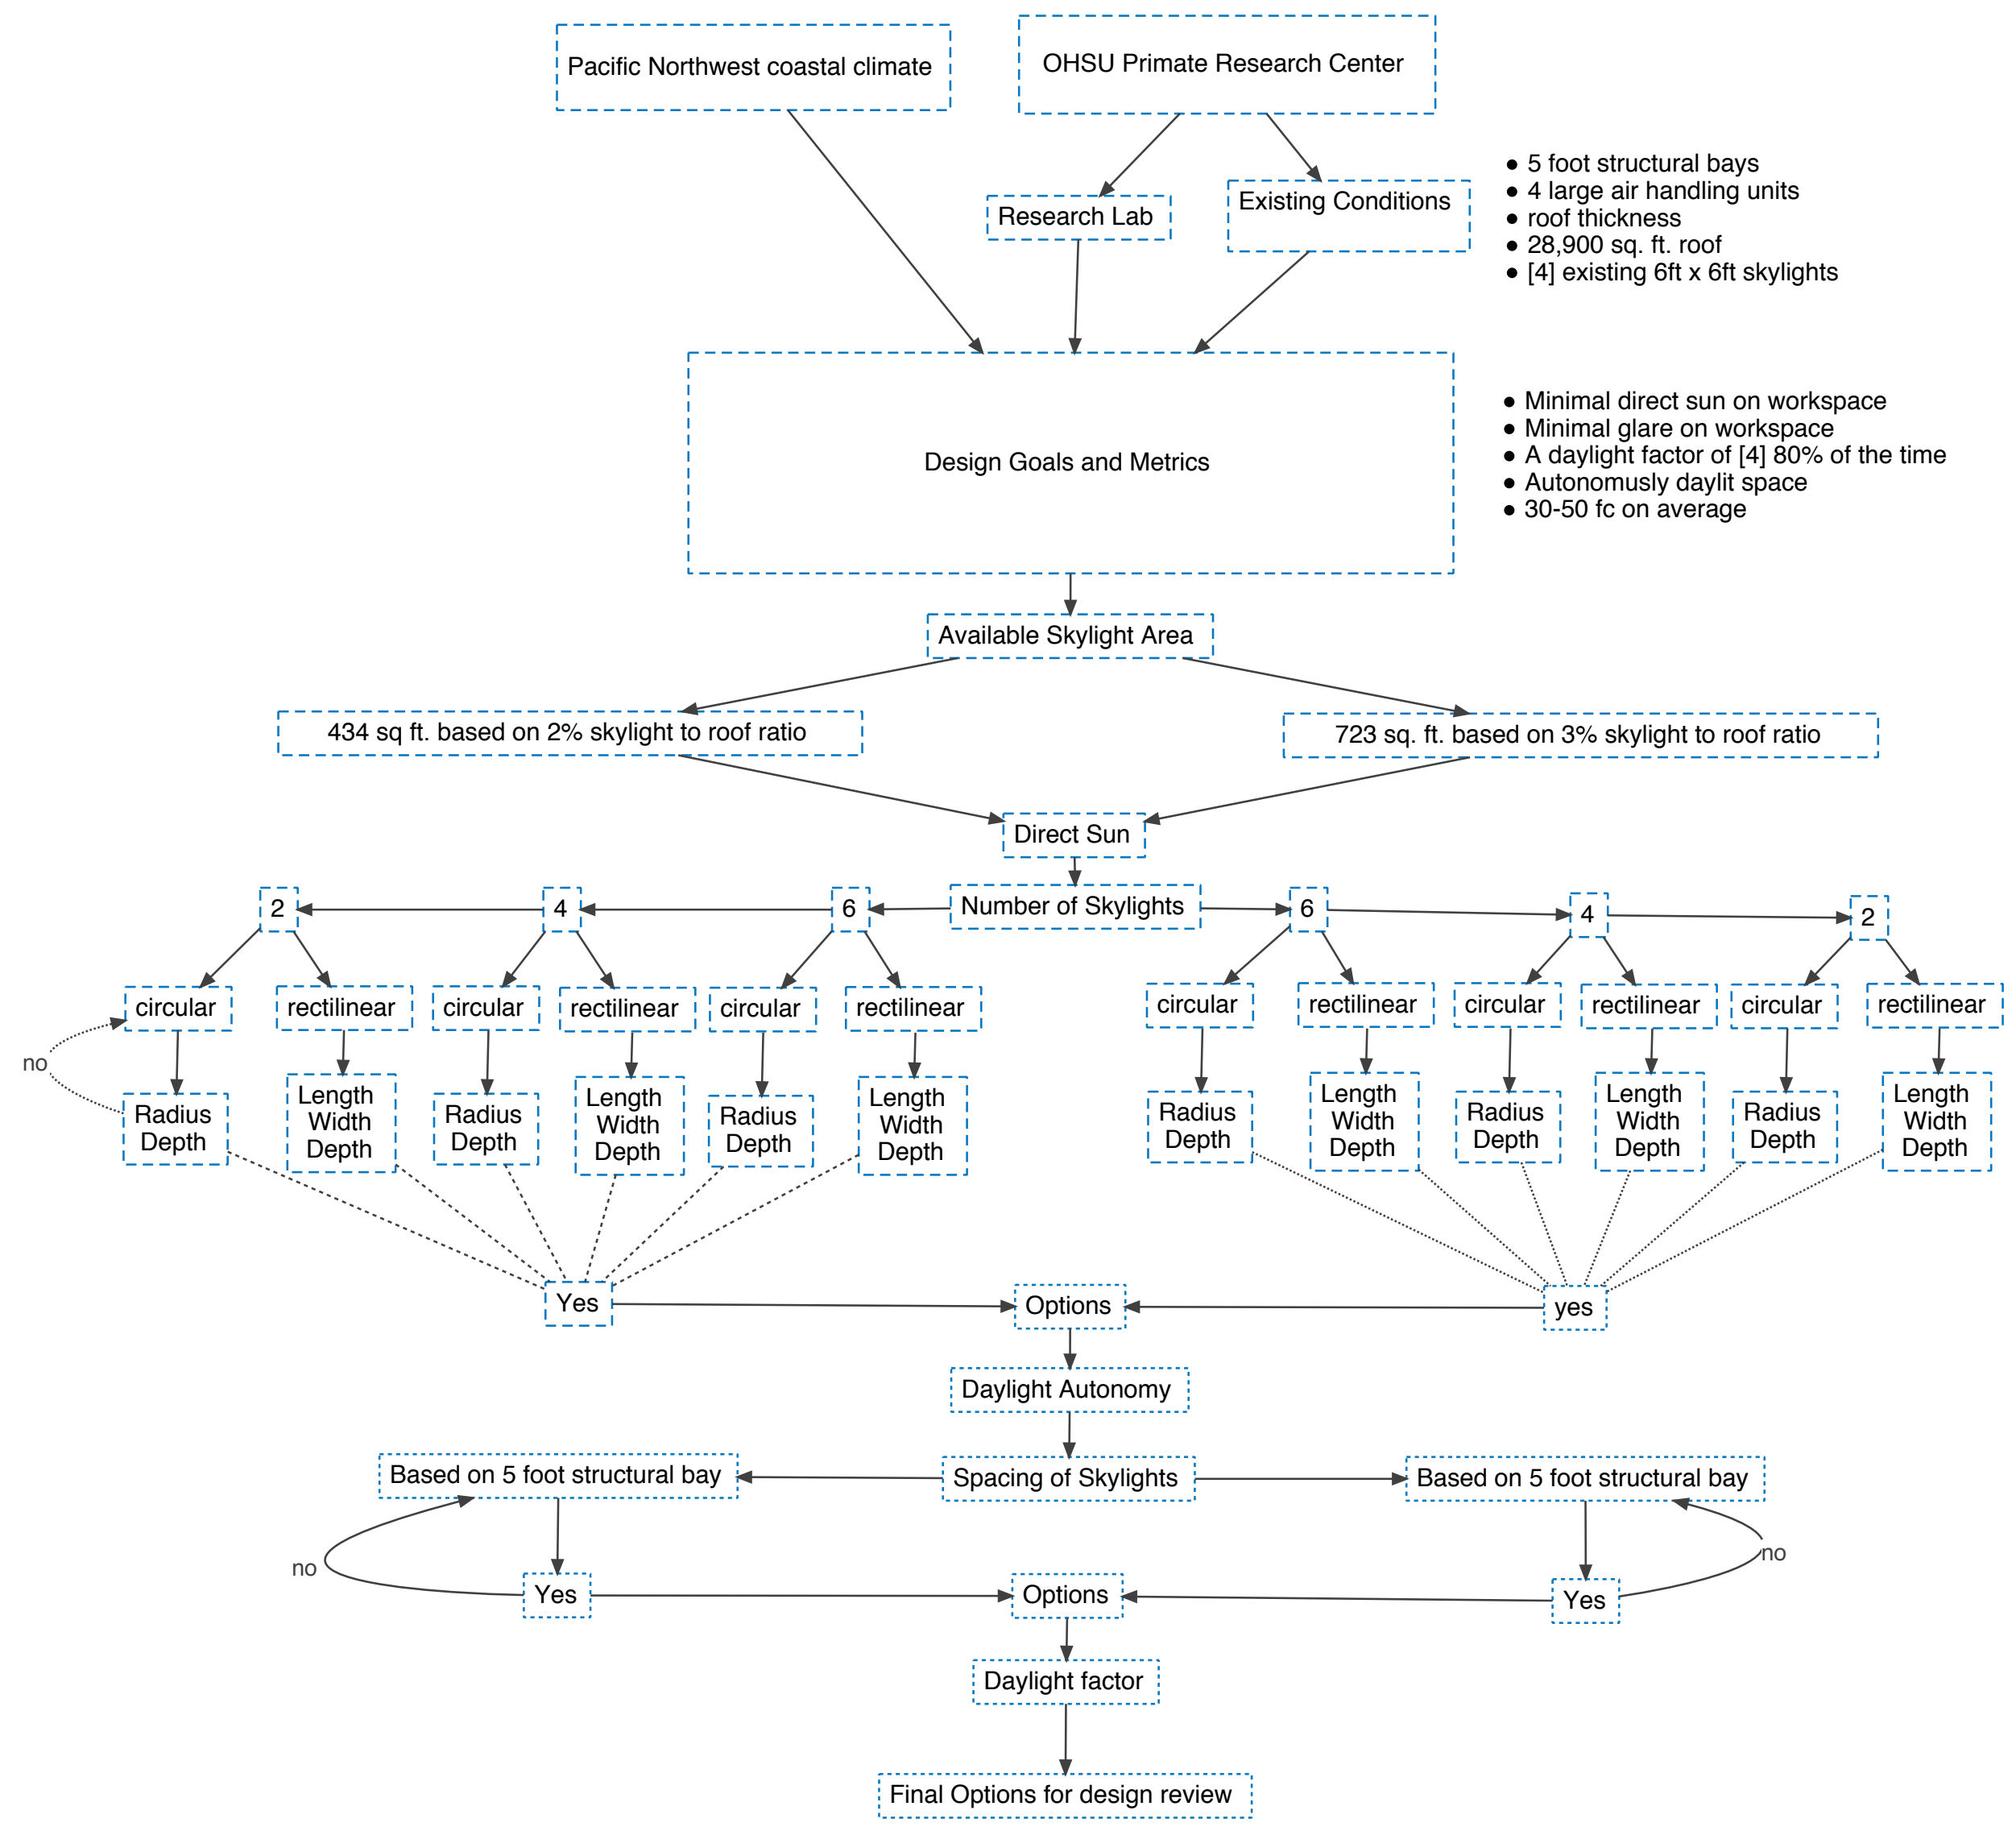 Pacific Northwest coastal climate
OHSU Primate Research Center
Research Lab
Existing Conditions
● 5 foot structural bays
● 4 large air handling units
● roof thickness
● 28,900 sq. ft. roof
● [4] existing 6ft x 6ft skylights
Design Goals and Metrics
● Minimal direct sun on workspace
● Minimal glare on workspace
● A daylight factor of [4] 80% of the time
● Autonomusly daylit space
● 30-50 fc on average
Available Skylight Area
434 sq ft. based on 2% skylight to roof ratio
723 sq. ft. based on 3% skylight to roof ratio
Direct Sun
2
4
6
Number of Skylights
6
4
2
circular
rectilinear
circular
rectilinear
circular
rectilinear
circular
rectilinear
circular
rectilinear
circular
rectilinear
no
Radius
Depth
Length
Width
Depth
Radius
Depth
Length
Width
Depth
Radius
Depth
Length
Width
Depth
Radius
Depth
Length
Width
Depth
Radius
Depth
Length
Width
Depth
Radius
Depth
Length
Width
Depth
Yes
Options
yes
Daylight Autonomy
Based on 5 foot structural bay
Spacing of Skylights
Based on 5 foot structural bay
no
no
Yes
Options
Yes
Daylight factor
Final Options for design review